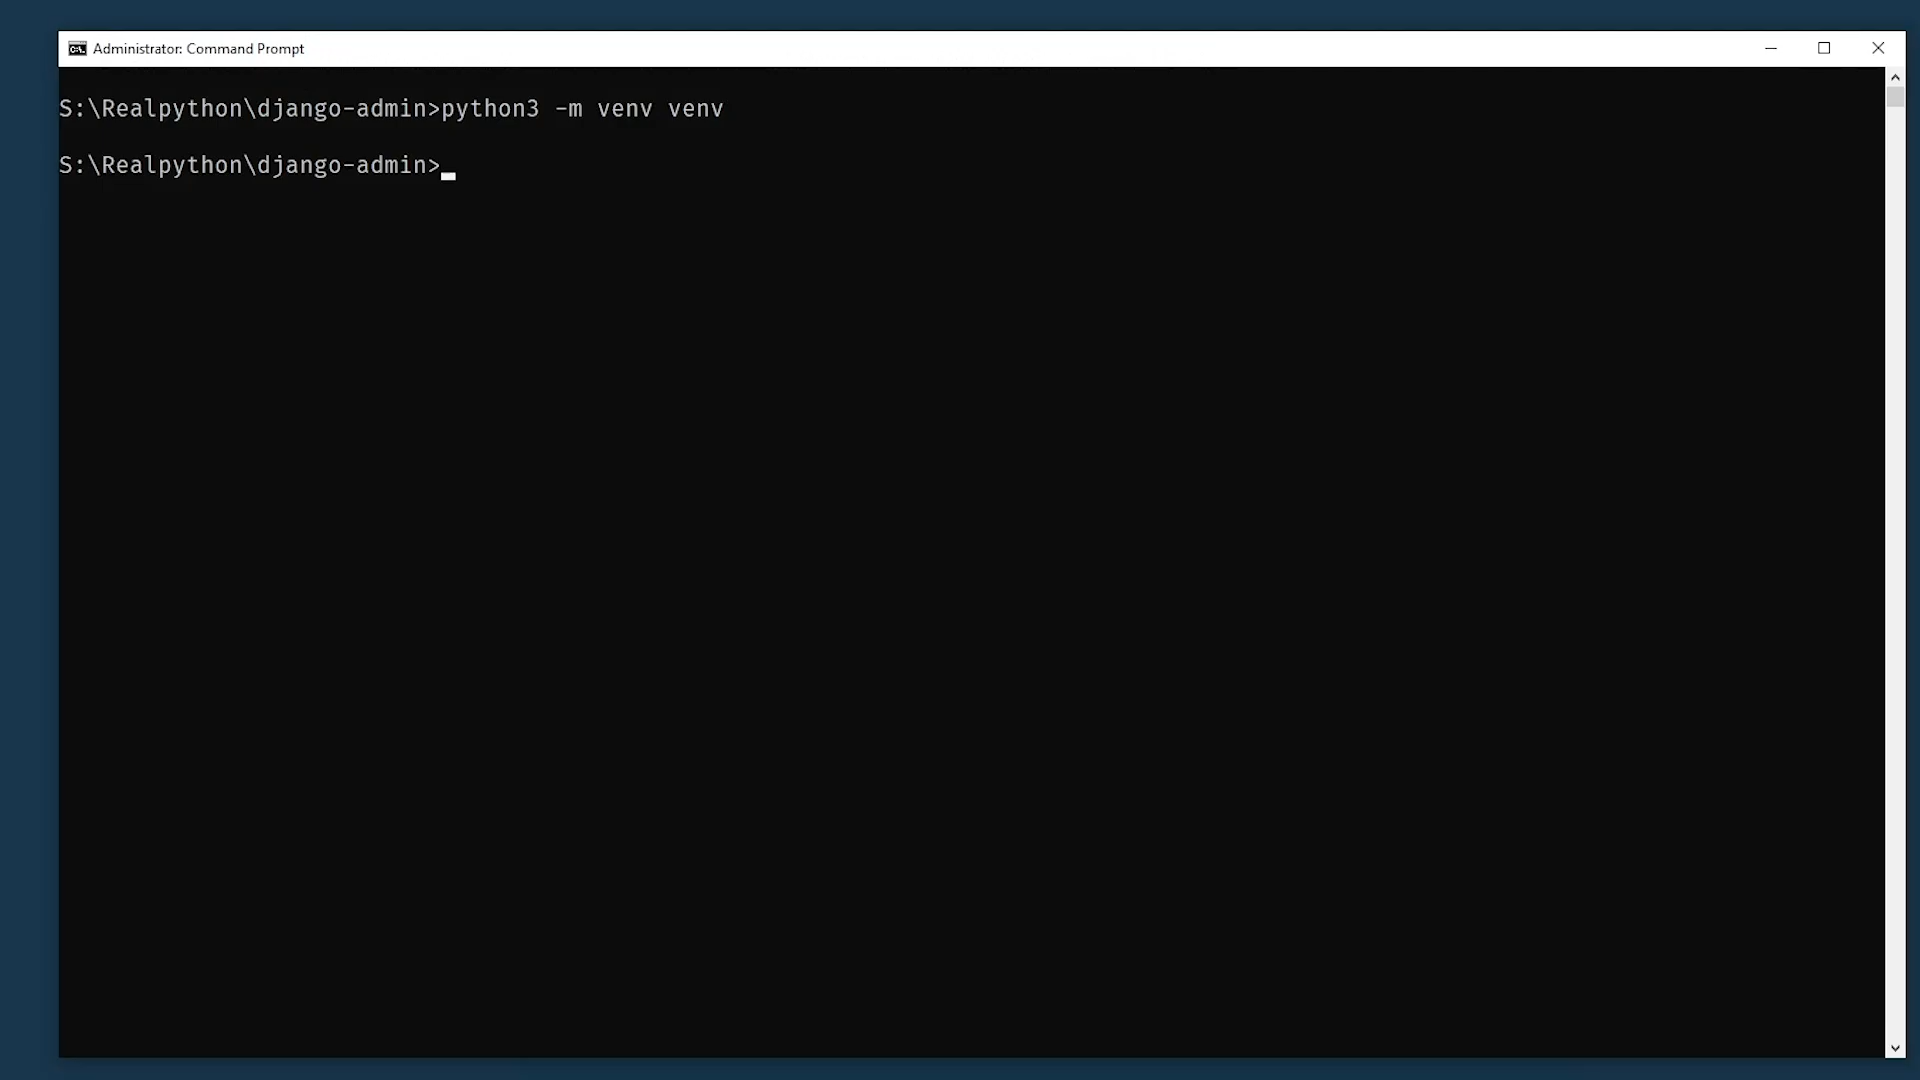 Administrator: Command Prompt
S:\Realpython\django-admin>python3 -m venv venv
S:\Realpython\django-admin>